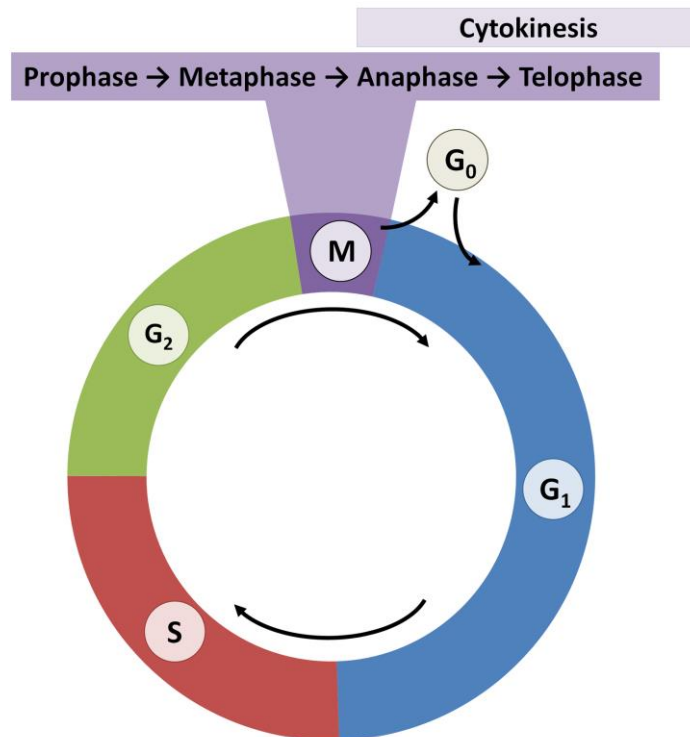 Cytokinesis
Prophase → Metaphase → Anaphase → Telophase
G₀
M
G₂
G₁
S